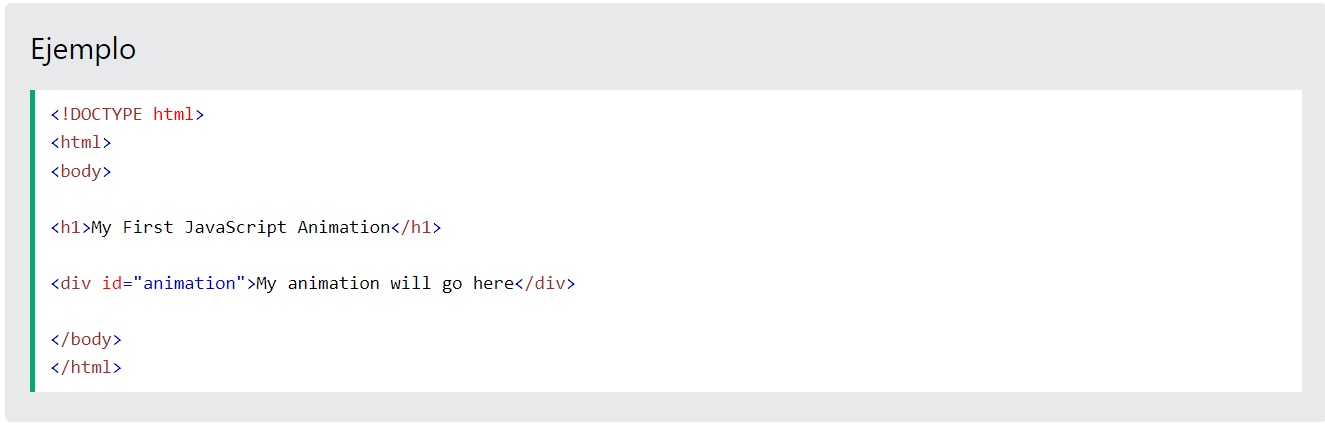 Ejemplo
<!DOCTYPE html>
<html>
<body>
<h1>My First JavaScript Animation</h1>
<div id="animation">My animation will go here</div>
</body>
</html>